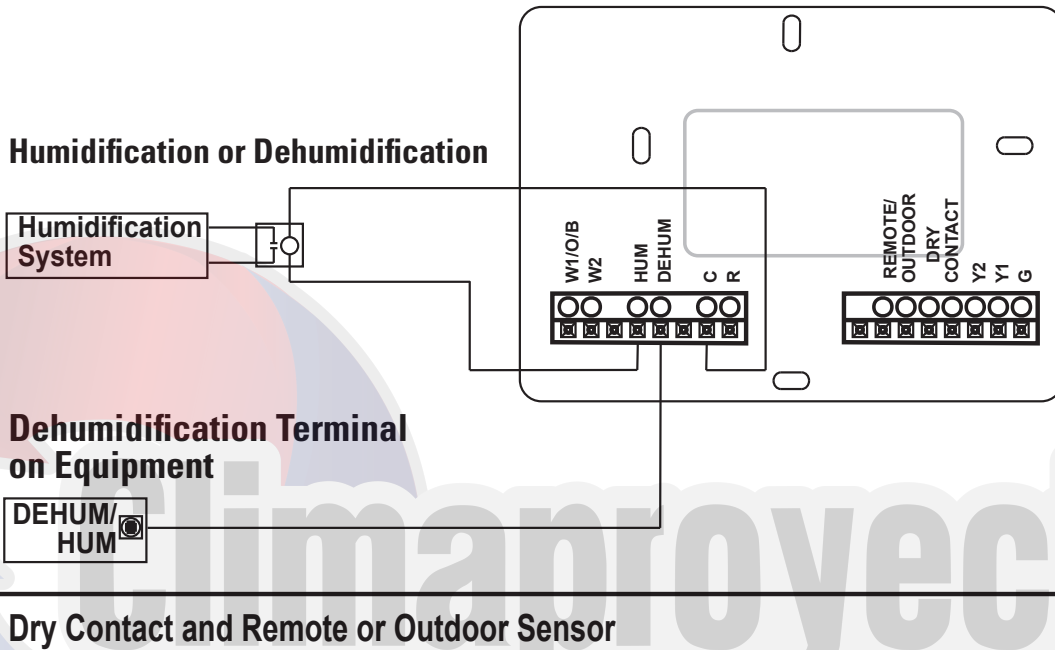 Humidification or Dehumidification
Humidification
System
W1/O/B
W2
HUM
DEHUM
C
R
REMOTE/
OUTDOOR
DRY
CONTACT
Y2
Y1
G
Dehumidification Terminal
on Equipment
DEHUM/
HUM
Climaproyec
Dry Contact and Remote or Outdoor Sensor